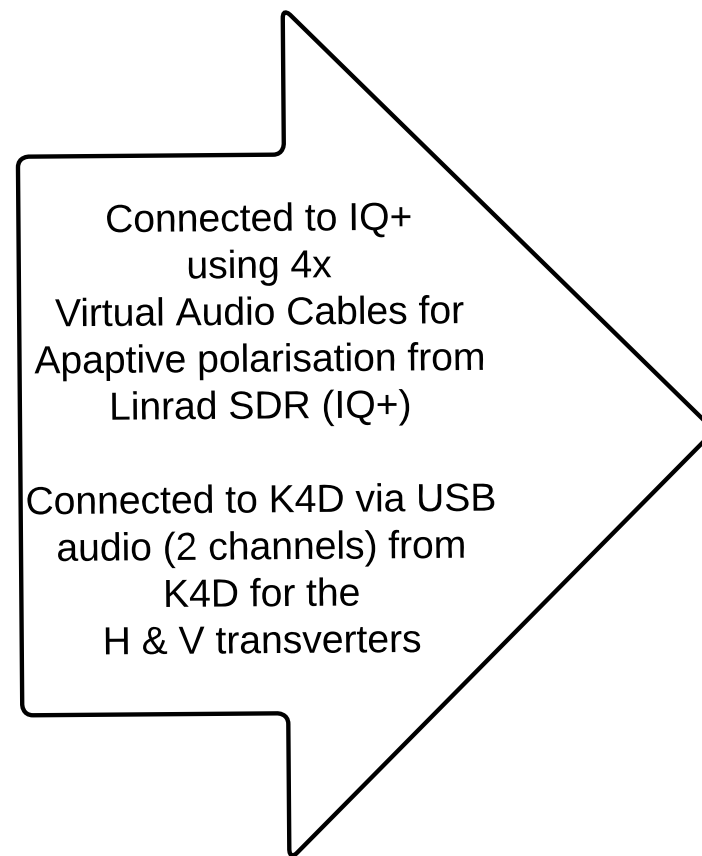 Connected to IQ+
using 4x
Virtual Audio Cables for
Apaptive polarisation from
Linrad SDR (IQ+)
Connected to K4D via USB
audio (2 channels) from
K4D for the
H & V transverters